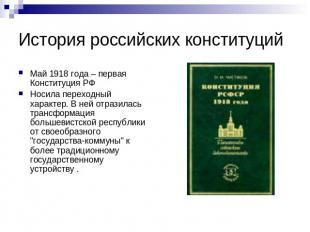 История российских конституций
Май 1918 года – первая
Конституция РФ
Носила переходный
характер. В ней отразилась
трансформация
большевистской республики
от своеобразного
"государства-коммуны" к
более традиционному
государственному
устройству .
О. И. ЧИСТЯКОВ
КОНСТИТУЦИЯ
РСФСР
1918 года